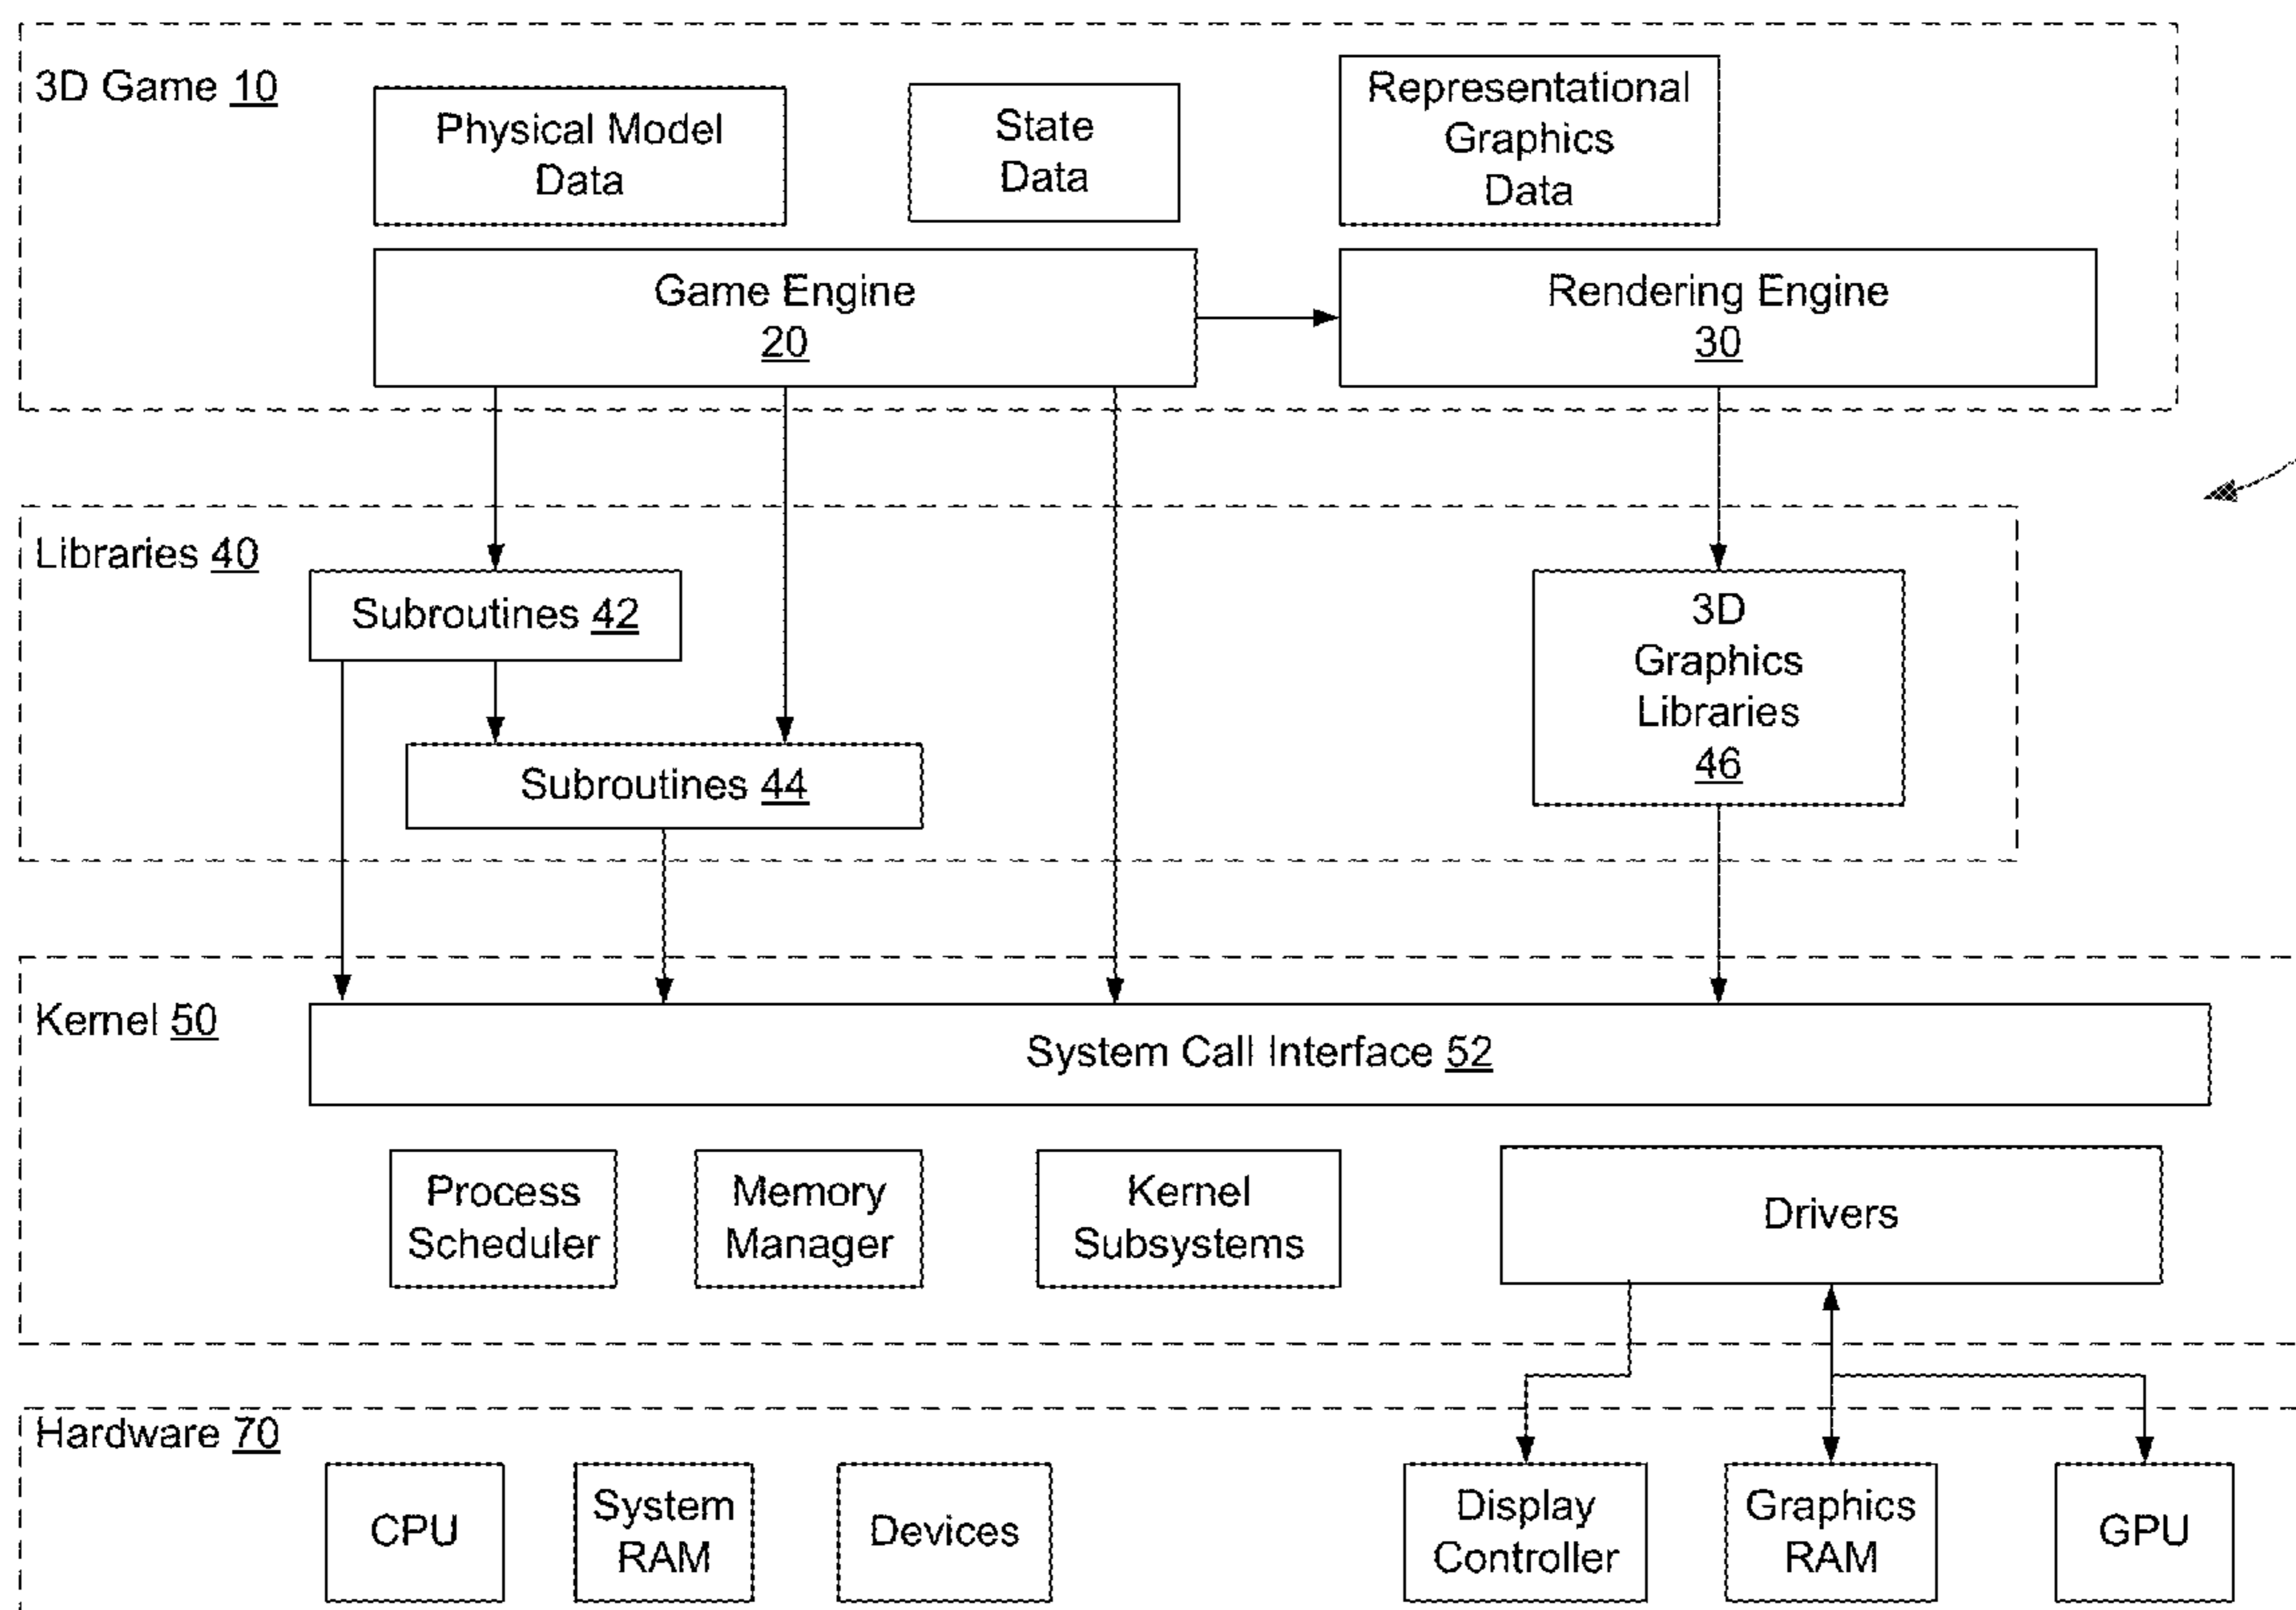 3D Game 10
Physical Model
Data
State
Data
Representational
Graphics
Data
Game Engine
20
Rendering Engine
30
Libraries 40
Subroutines 42
Subroutines 44
3D
Graphics
Libraries
46
Kernel 50
System Call Interface 52
Process
Scheduler
Memory
Manager
Kernel
Subsystems
Drivers
Hardware 70
CPU
System
RAM
Devices
Display
Controller
Graphics
RAM
GPU